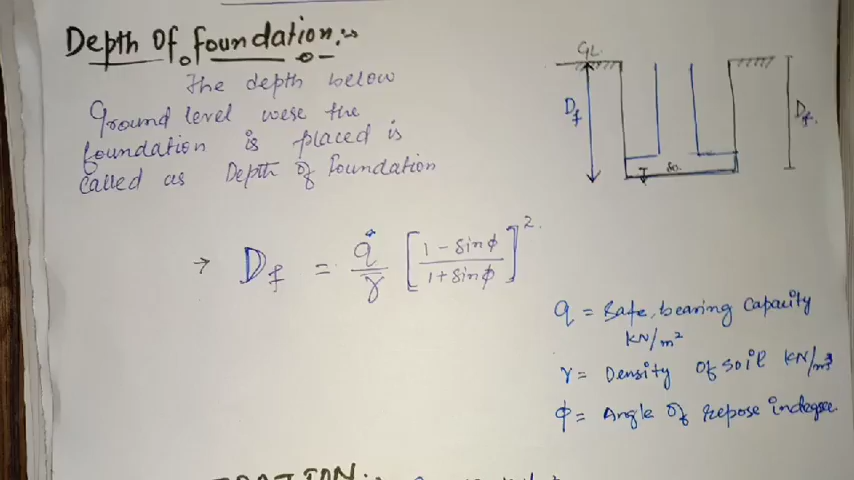 Depth Of foundation:-
The depth below
Ground level were the
foundation is placed is
called as Depth of Foundation
→ Df = q/γ [1-sinϕ/1+sinϕ]²
GL
Df
Df.
q = Safe bearing capacity
KN/m²
γ = Density of soil KN/m³
ϕ = Angle of repose in degree.